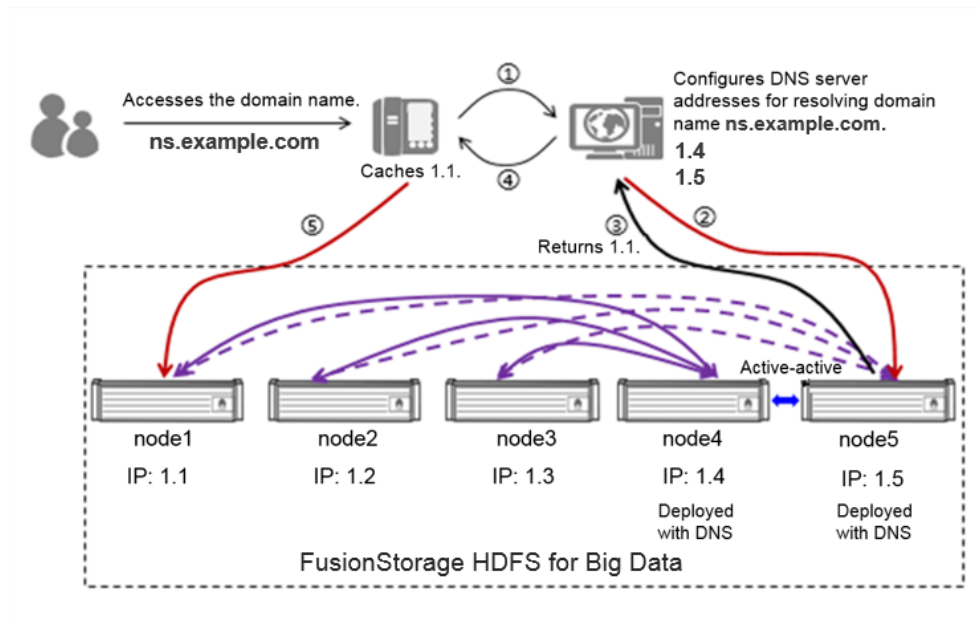 ①
Configures DNS server
addresses for resolving domain
name ns.example.com.
1.4
1.5
Accesses the domain name.
ns.example.com
Caches 1.1.
④
⑤
③
②
Returns 1.1.
Active-active
node1
node2
node3
node4
node5
IP: 1.1
IP: 1.2
IP: 1.3
IP: 1.4
IP: 1.5
Deployed
with DNS
Deployed
with DNS
FusionStorage HDFS for Big Data